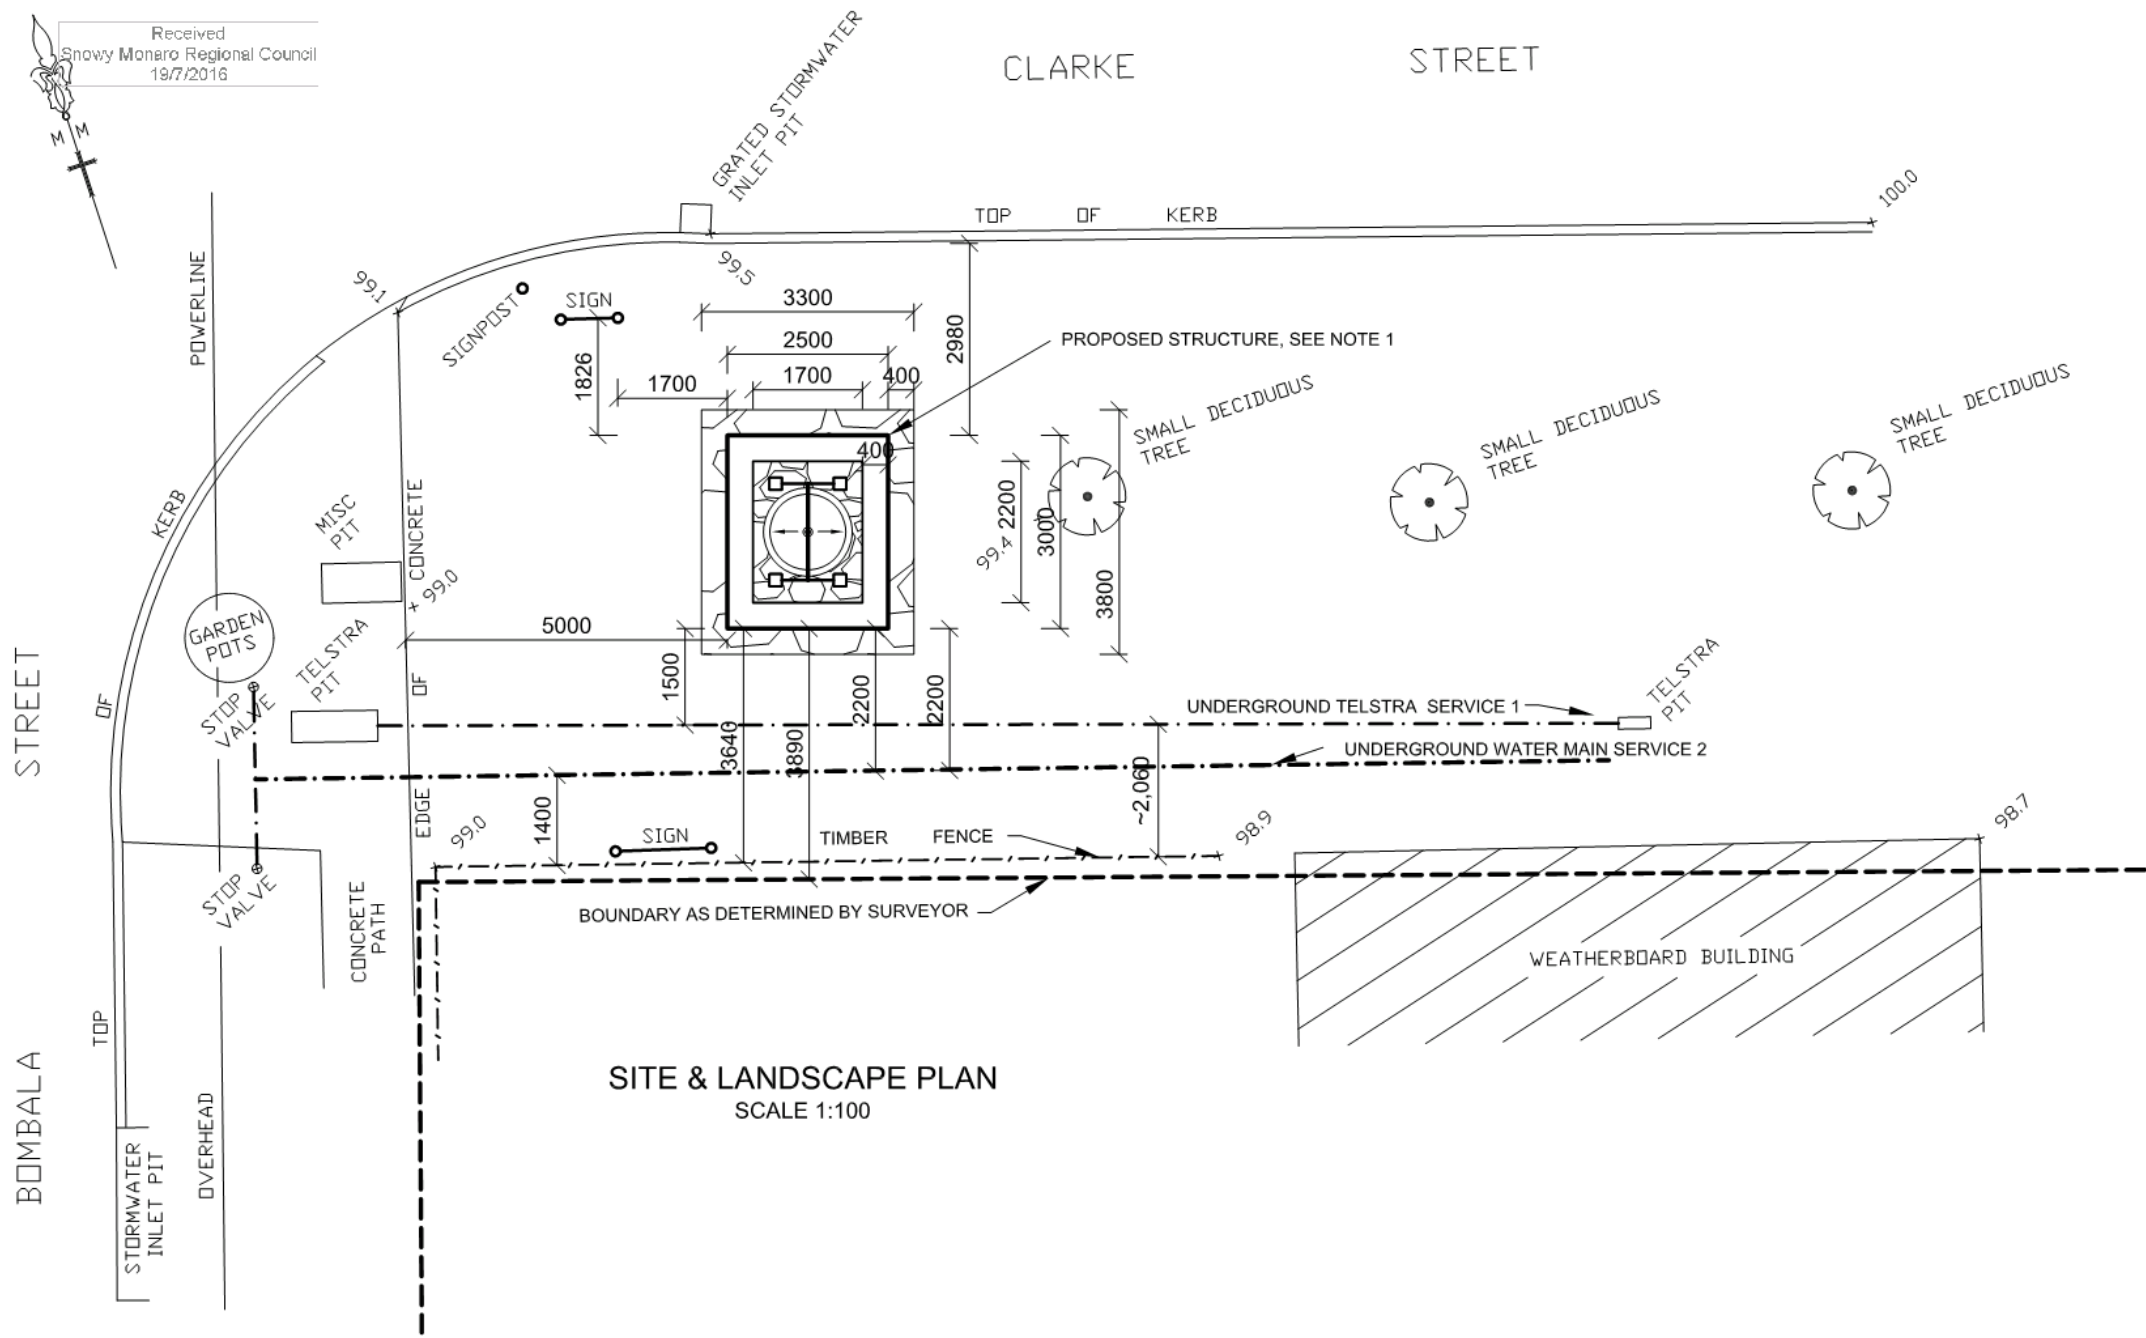 Received
Snowy Monaro Regional Council
19/7/2016
M M
CLARKE STREET
GRATED STORMWATER
INLET PIT
TOP OF KERB
100.0
99.5
99.1
POWERLINE
SIGNPOST
SIGN
3300
2500
1700
400
1700
1826
2980
PROPOSED STRUCTURE, SEE NOTE 1
400
SMALL DECIDUOUS
TREE
SMALL DECIDUOUS
TREE
SMALL DECIDUOUS
TREE
2200
3000
3800
99.4
KERB
MISC
PIT
CONCRETE
99.0
GARDEN
POTS
TELSTRA
PIT
5000
1500
OF
OF
STOP
VALVE
3640
3890
2200
2200
UNDERGROUND TELSTRA SERVICE 1
TELSTRA
PIT
UNDERGROUND WATER MAIN SERVICE 2
~2,060
EDGE
99.0
1400
SIGN
TIMBER FENCE
98.9
98.7
STOP
VALVE
CONCRETE
PATH
BOUNDARY AS DETERMINED BY SURVEYOR
WEATHERBOARD BUILDING
TOP
OVERHEAD
STORMWATER
INLET PIT
BOMBALA STREET
SITE & LANDSCAPE PLAN
SCALE 1:100